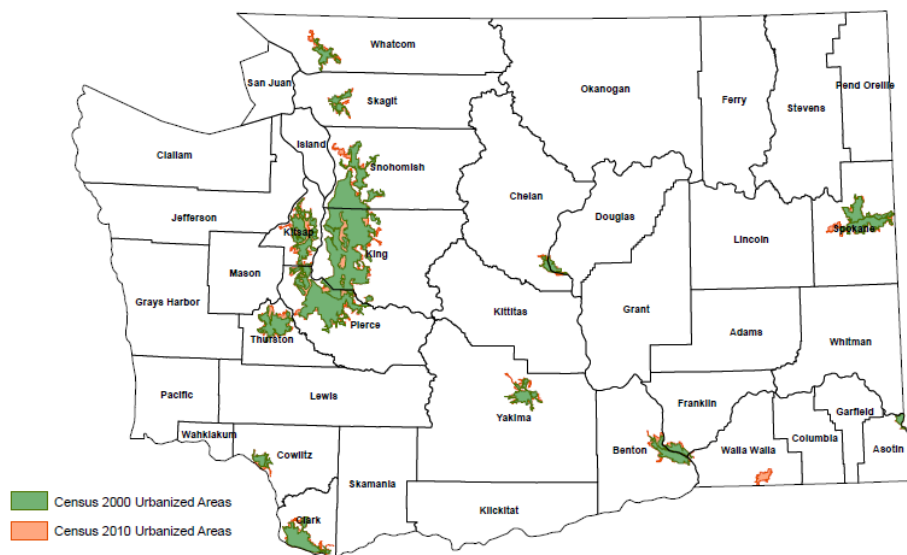 Whatcom
San Juan
Skagit
Okanogan
Ferry
Stevens
Pend Oreille
Island
Clallam
Snohomish
Chelan
Douglas
Jefferson
Kitsap
King
Lincoln
Spokane
Mason
Grays Harbor
Kittitas
Grant
Thurston
Pierce
Adams
Whitman
Pacific
Lewis
Yakima
Franklin
Garfield
Wahkiakum
Cowlitz
Benton
Walla Walla
Columbia
Asotin
Skamania
Klickitat
Clark
Census 2000 Urbanized Areas
Census 2010 Urbanized Areas